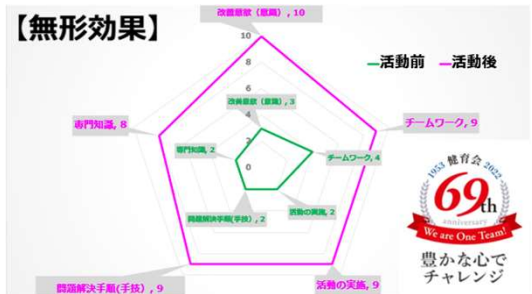 【無形効果】
改善意欲（意識）, 10
活動前
活動後
10
8
6
4
2
0
改善意欲（意識）, 3
専門知識, 8
チームワーク, 9
専門知識, 2
チームワーク, 4
問題解決手順(手技）, 2
活動の実施, 2
問題解決手順(手技）, 9
活動の実施, 9
1953 健育会 2022
69th
anniversary
We are One Team!
豊かな心で
チャレンジ